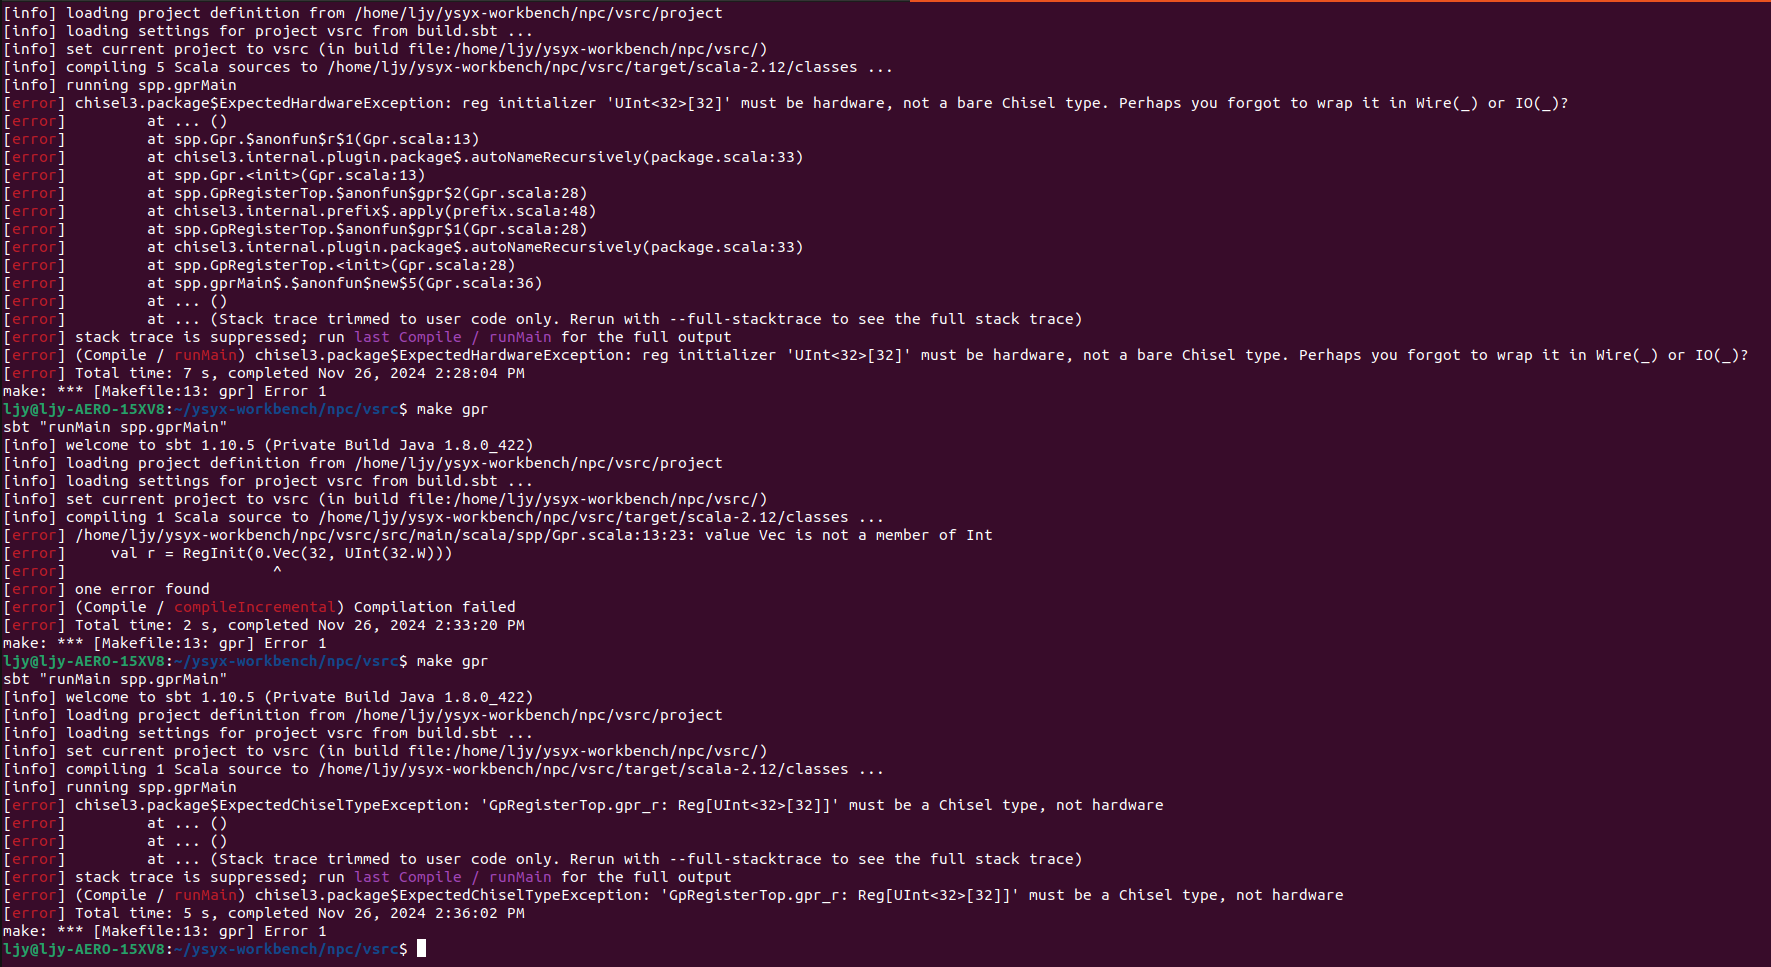 [info] loading project definition from /home/ljy/ysyx-workbench/npc/vsrc/project
[info] loading settings for project vsrc from build.sbt ...
[info] set current project to vsrc (in build file:/home/ljy/ysyx-workbench/npc/vsrc/)
[info] compiling 5 Scala sources to /home/ljy/ysyx-workbench/npc/vsrc/target/scala-2.12/classes ...
[info] running spp.gprMain
[error] chisel3.package$ExpectedHardwareException: reg initializer 'UInt<32>[32]' must be hardware, not a bare Chisel type. Perhaps you forgot to wrap it in Wire(_) or IO(_)?
[error]         at ... ()
[error]         at spp.Gpr.$anonfun$r$1(Gpr.scala:13)
[error]         at chisel3.internal.plugin.package$.autoNameRecursively(package.scala:33)
[error]         at spp.Gpr.<init>(Gpr.scala:13)
[error]         at spp.GpRegisterTop.$anonfun$gpr$2(Gpr.scala:28)
[error]         at chisel3.internal.prefix$.apply(prefix.scala:48)
[error]         at spp.GpRegisterTop.$anonfun$gpr$1(Gpr.scala:28)
[error]         at chisel3.internal.plugin.package$.autoNameRecursively(package.scala:33)
[error]         at spp.GpRegisterTop.<init>(Gpr.scala:28)
[error]         at spp.gprMain$.$anonfun$new$5(Gpr.scala:36)
[error]         at ... ()
[error]         at ... (Stack trace trimmed to user code only. Rerun with --full-stacktrace to see the full stack trace)
[error] stack trace is suppressed; run last Compile / runMain for the full output
[error] (Compile / runMain) chisel3.package$ExpectedHardwareException: reg initializer 'UInt<32>[32]' must be hardware, not a bare Chisel type. Perhaps you forgot to wrap it in Wire(_) or IO(_)?
[error] Total time: 7 s, completed Nov 26, 2024 2:28:04 PM
make: *** [Makefile:13: gpr] Error 1
ljy@ljy-AERO-15XV8:~/ysyx-workbench/npc/vsrc$ make gpr
sbt "runMain spp.gprMain"
[info] welcome to sbt 1.10.5 (Private Build Java 1.8.0_422)
[info] loading project definition from /home/ljy/ysyx-workbench/npc/vsrc/project
[info] loading settings for project vsrc from build.sbt ...
[info] set current project to vsrc (in build file:/home/ljy/ysyx-workbench/npc/vsrc/)
[info] compiling 1 Scala source to /home/ljy/ysyx-workbench/npc/vsrc/target/scala-2.12/classes ...
[error] /home/ljy/ysyx-workbench/npc/vsrc/src/main/scala/spp/Gpr.scala:13:23: value Vec is not a member of Int
[error]     val r = RegInit(0.Vec(32, UInt(32.W)))
[error]                       ^
[error] one error found
[error] (Compile / compileIncremental) Compilation failed
[error] Total time: 2 s, completed Nov 26, 2024 2:33:20 PM
make: *** [Makefile:13: gpr] Error 1
ljy@ljy-AERO-15XV8:~/ysyx-workbench/npc/vsrc$ make gpr
sbt "runMain spp.gprMain"
[info] welcome to sbt 1.10.5 (Private Build Java 1.8.0_422)
[info] loading project definition from /home/ljy/ysyx-workbench/npc/vsrc/project
[info] loading settings for project vsrc from build.sbt ...
[info] set current project to vsrc (in build file:/home/ljy/ysyx-workbench/npc/vsrc/)
[info] compiling 1 Scala source to /home/ljy/ysyx-workbench/npc/vsrc/target/scala-2.12/classes ...
[info] running spp.gprMain
[error] chisel3.package$ExpectedChiselTypeException: 'GpRegisterTop.gpr_r: Reg[UInt<32>[32]]' must be a Chisel type, not hardware
[error]         at ... ()
[error]         at ... ()
[error]         at ... (Stack trace trimmed to user code only. Rerun with --full-stacktrace to see the full stack trace)
[error] stack trace is suppressed; run last Compile / runMain for the full output
[error] (Compile / runMain) chisel3.package$ExpectedChiselTypeException: 'GpRegisterTop.gpr_r: Reg[UInt<32>[32]]' must be a Chisel type, not hardware
[error] Total time: 5 s, completed Nov 26, 2024 2:36:02 PM
make: *** [Makefile:13: gpr] Error 1
ljy@ljy-AERO-15XV8:~/ysyx-workbench/npc/vsrc$